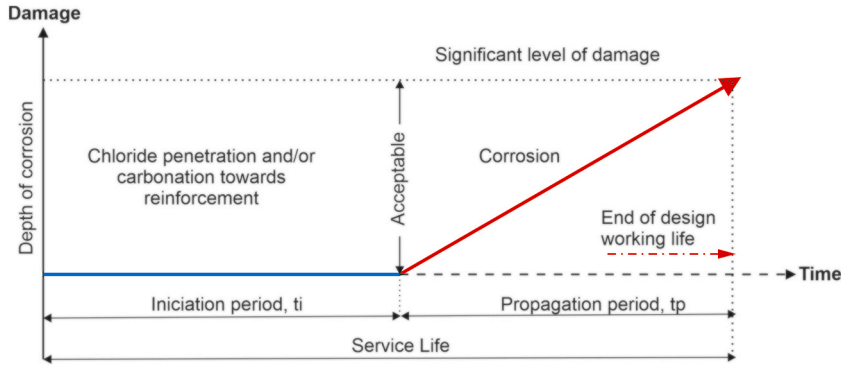 Damage
Significant level of damage
Depth of corrosion
Chloride penetration and/or
carbonation towards
reinforcement
Acceptable
Corrosion
End of design
working life
Time
Iniciation period, ti
Propagation period, tp
Service Life